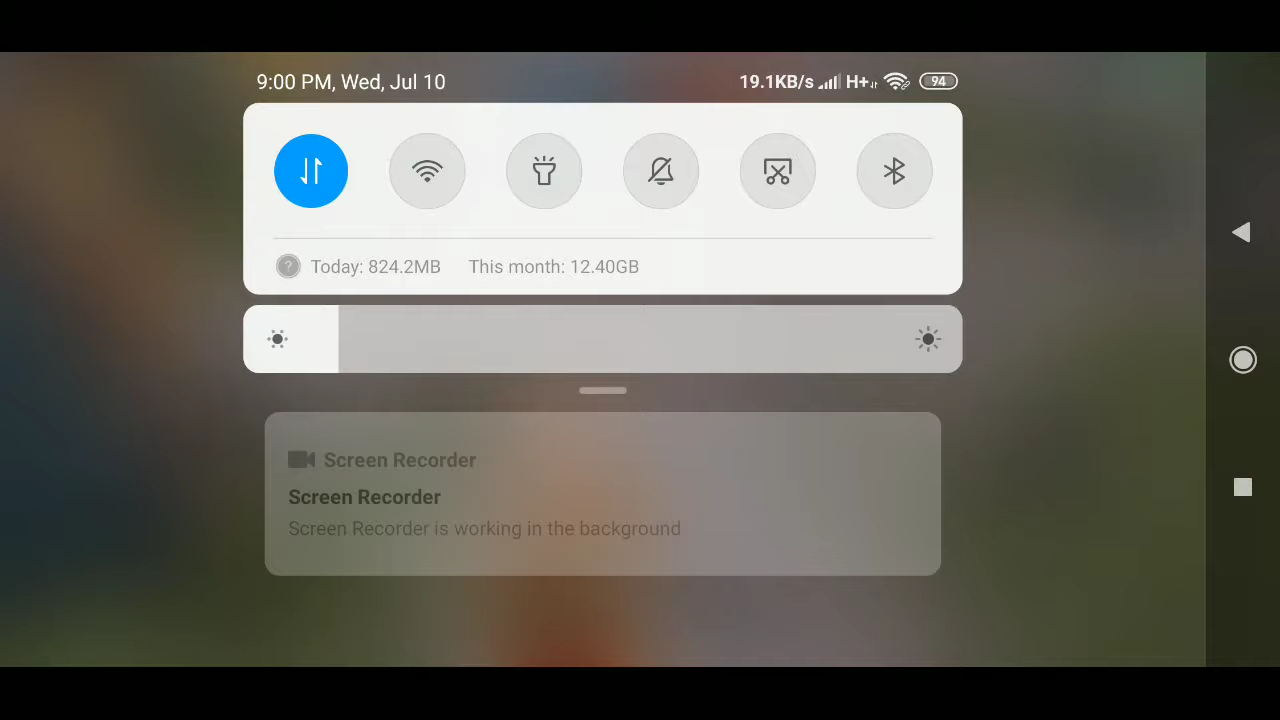 9:00 PM, Wed, Jul 10 19.1KB/s H+ 94
? Today: 824.2MB This month: 12.40GB
Screen Recorder
Screen Recorder
Screen Recorder is working in the background